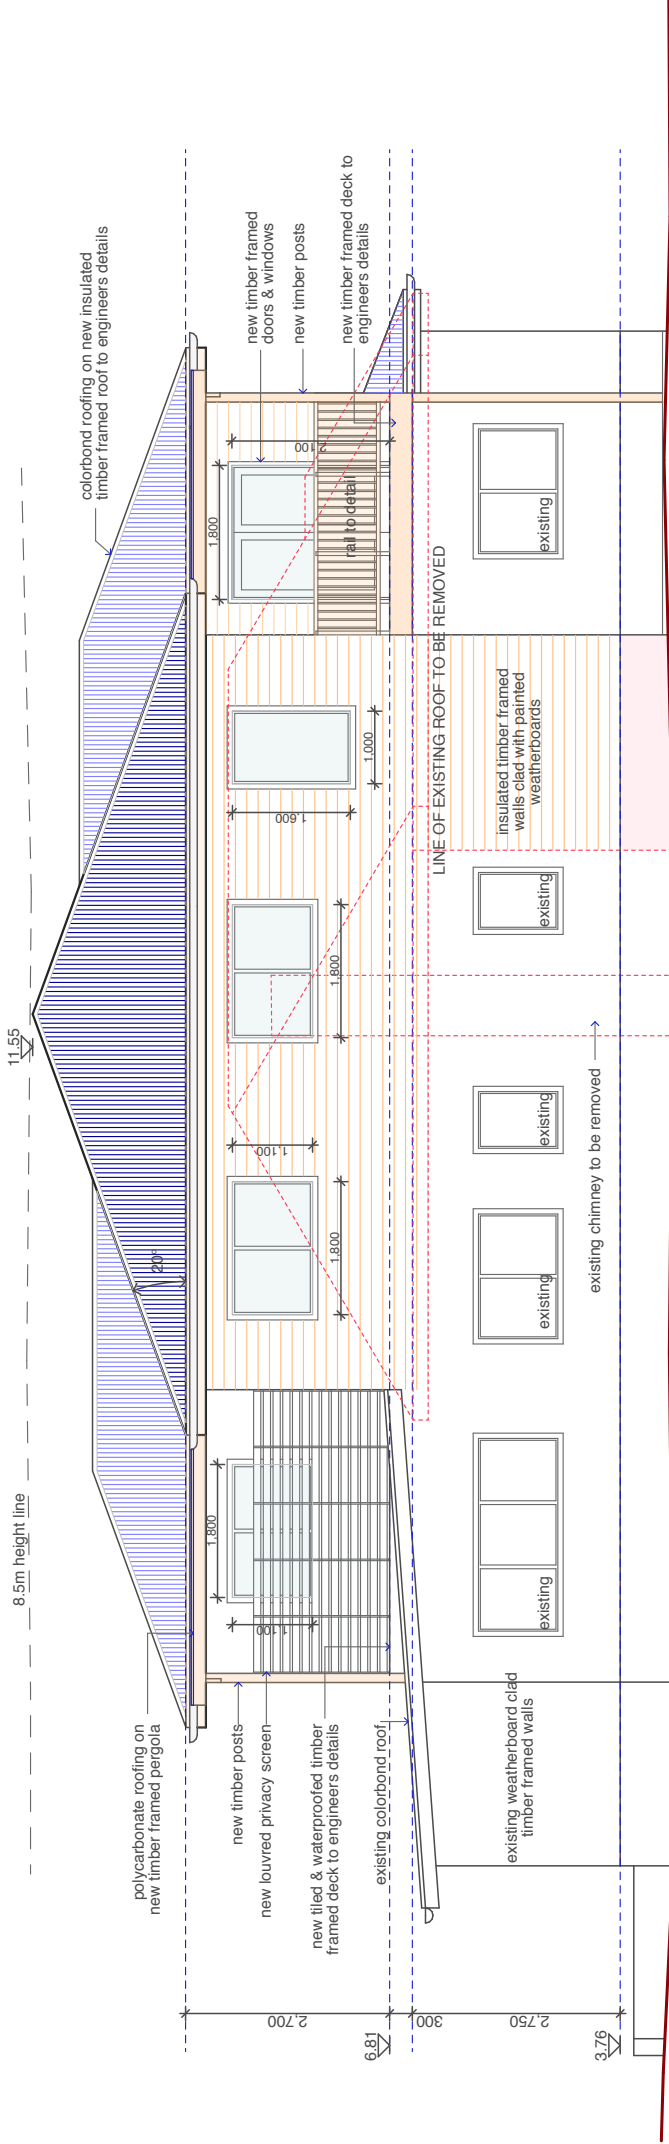 8.5m height line
11.55
colorbond roofing on new insulated
timber framed roof to engineers details
polycarbonate roofing on
new timber framed pergola
20°
new timber posts
new louvred privacy screen
new tiled & waterproofed timber
framed deck to engineers details
existing colorbond roof
1,800
1,100
1,800
1,100
1,800
1,600
1,000
1,800
2,100
rail to detail
new timber framed
doors & windows
new timber posts
new timber framed deck to
engineers details
LINE OF EXISTING ROOF TO BE REMOVED
insulated timber framed
walls clad with painted
weatherboards
existing
existing
existing
existing
existing
existing chimney to be removed
existing weatherboard clad
timber framed walls
2,700
300
2,750
6.81
3.76